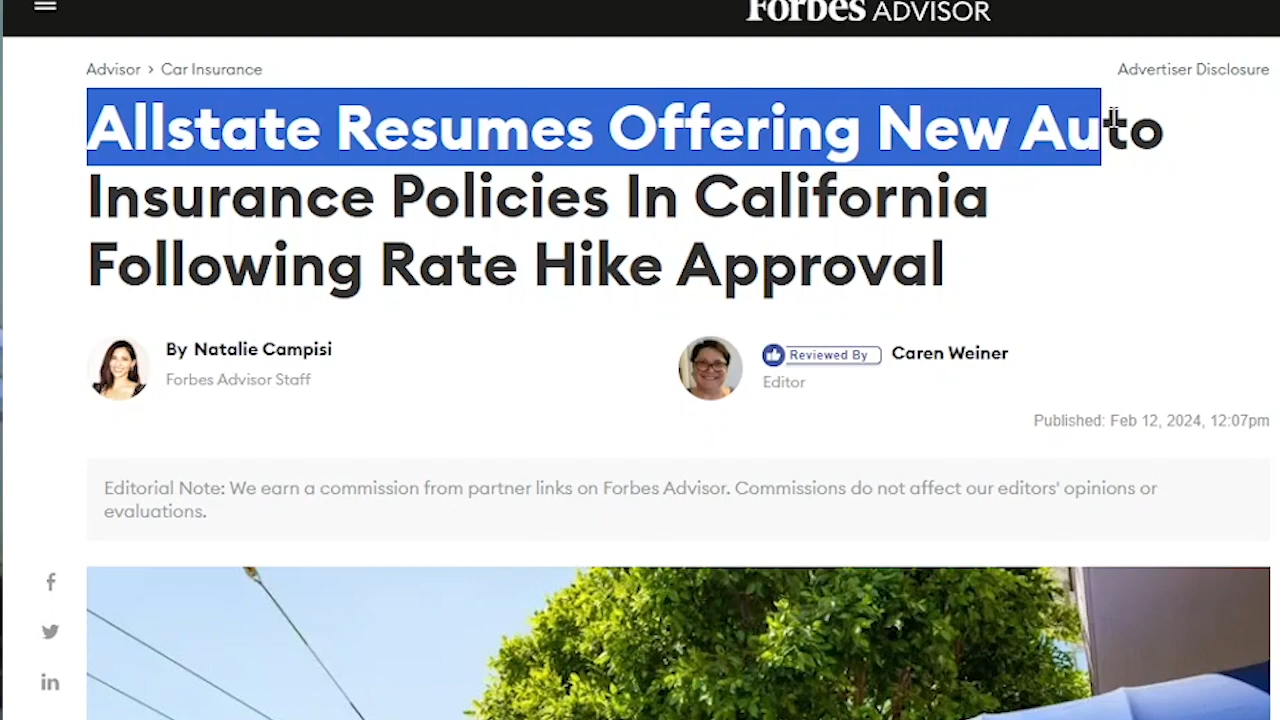 Forbes ADVISOR
Advisor › Car Insurance
Advertiser Disclosure
Allstate Resumes Offering New Auto
Insurance Policies In California
Following Rate Hike Approval
By Natalie Campisi
Forbes Advisor Staff
Reviewed By Caren Weiner
Editor
Published: Feb 12, 2024, 12:07pm
Editorial Note: We earn a commission from partner links on Forbes Advisor. Commissions do not affect our editors' opinions or
evaluations.